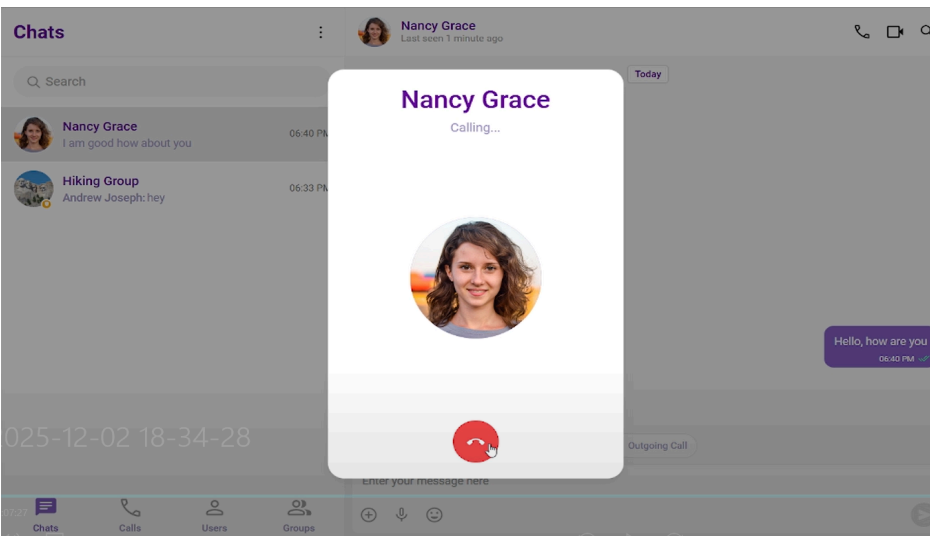 Chats
Search
Nancy Grace
06:40 PM
I am good how about you
Hiking Group
06:33 PM
Andrew Joseph: hey
025-12-02 18-34-28
:07:27
Chats
Calls
Users
Groups
Nancy Grace
Last seen 1 minute ago
Today
Nancy Grace
Calling...
Hello, how are you
06:40 PM
Outgoing Call
Enter your message here